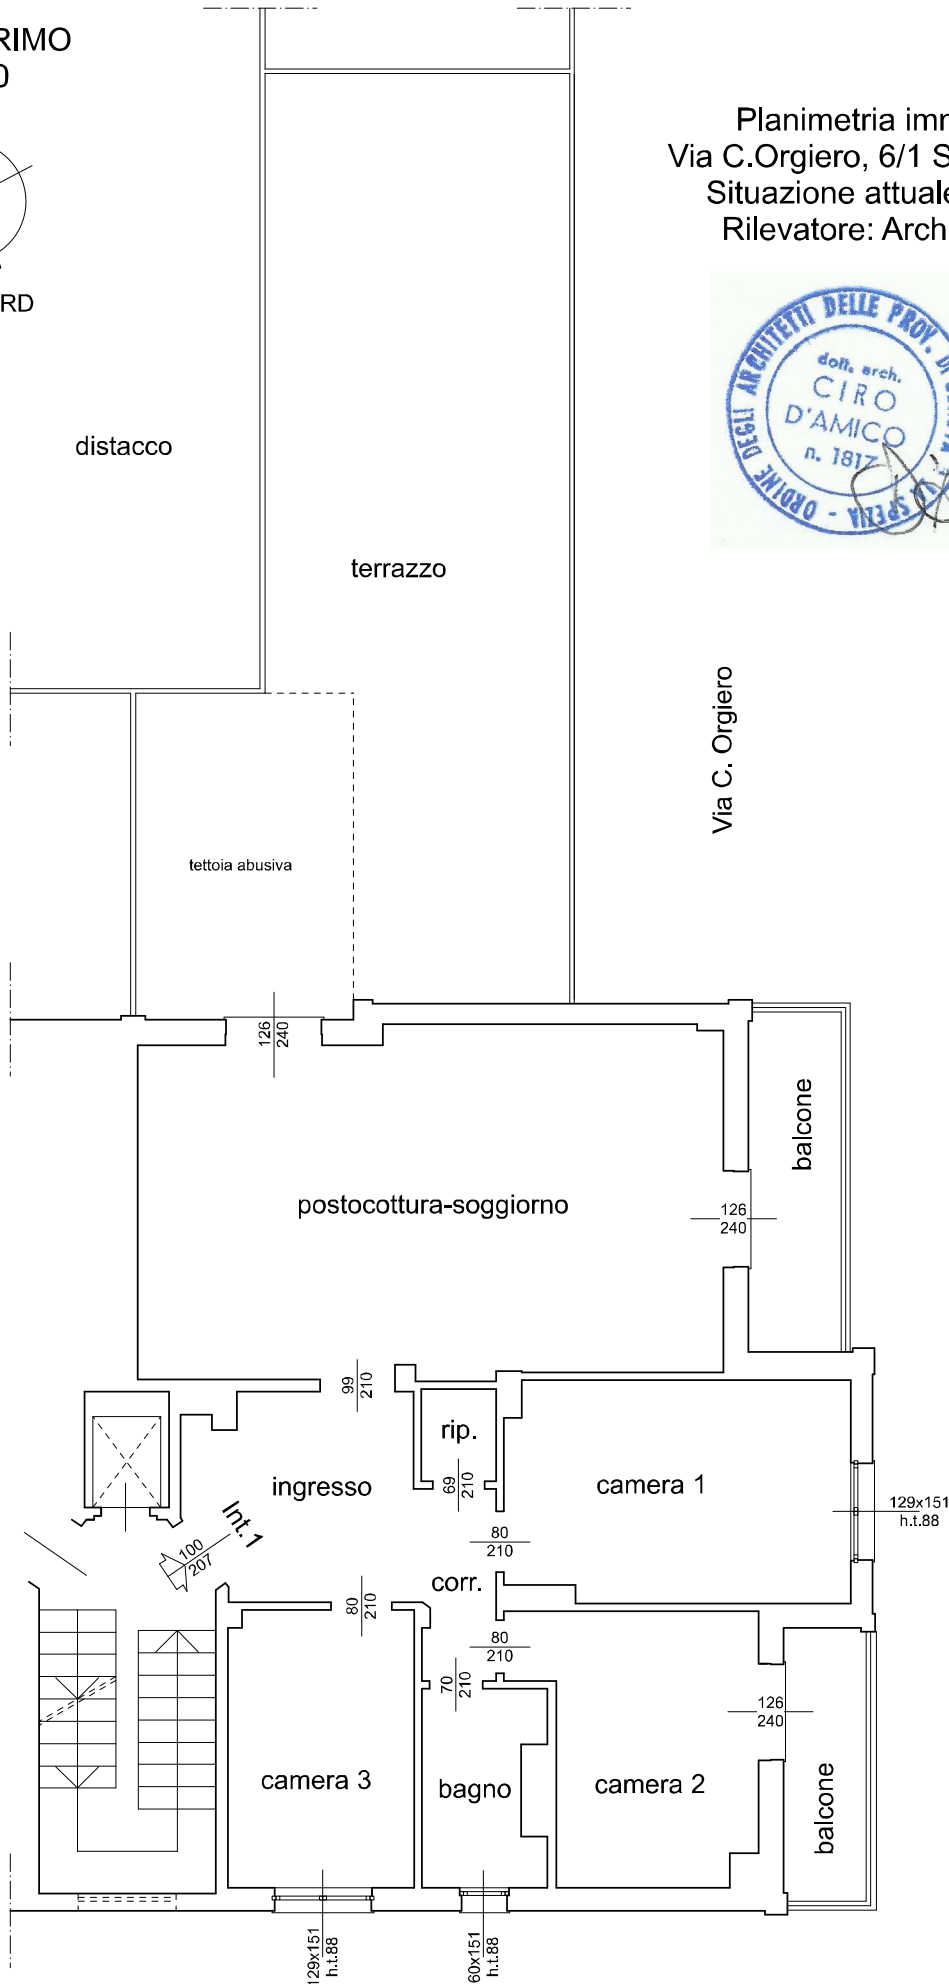 RIMO
0
RD
Planimetria imm
Via C.Orgiero, 6/1 S
Situazione attuale
Rilevatore: Arch
ORDINE DEGLI ARCHITETTI DELLE PROV. DI
SPEZIA -
dott. arch.
CIRO
D'AMICO
n. 1817
distacco
terrazzo
Via C. Orgiero
tettoia abusiva
126
240
balcone
postocottura-soggiorno
126
240
99
210
rip.
69
210
ingresso
camera 1
129x151
h.t.88
Int.1
100
207
80
210
corr.
80
210
80
210
70
210
126
240
camera 3
bagno
camera 2
balcone
129x151
h.t.88
60x151
h.t.88